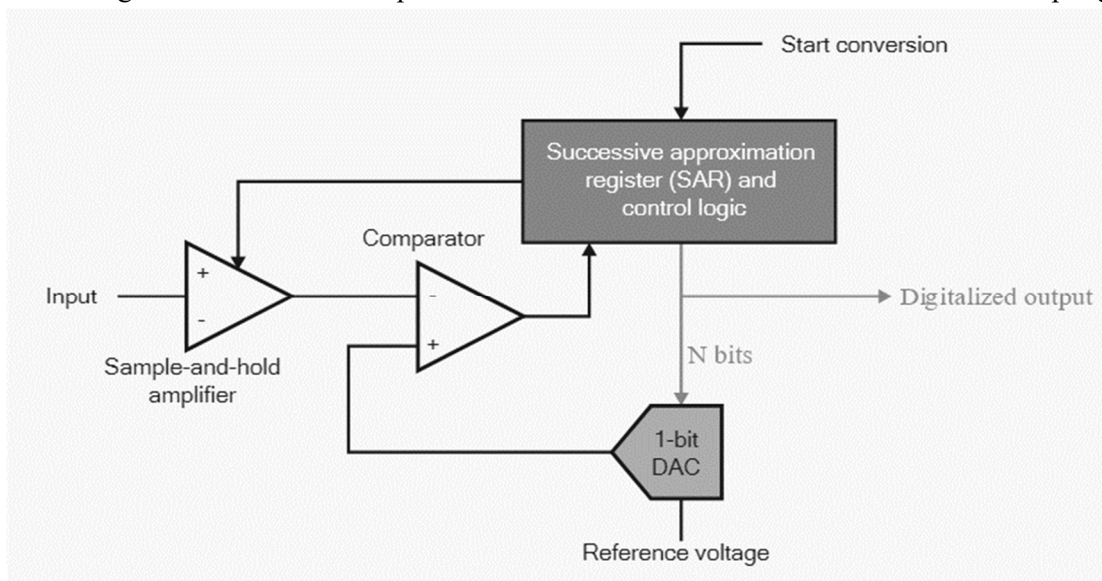 Start conversion
Successive approximation
register (SAR) and
control logic
Comparator
+
-
Input
-
+
Digitalized output
Sample-and-hold
amplifier
N bits
1-bit
DAC
Reference voltage